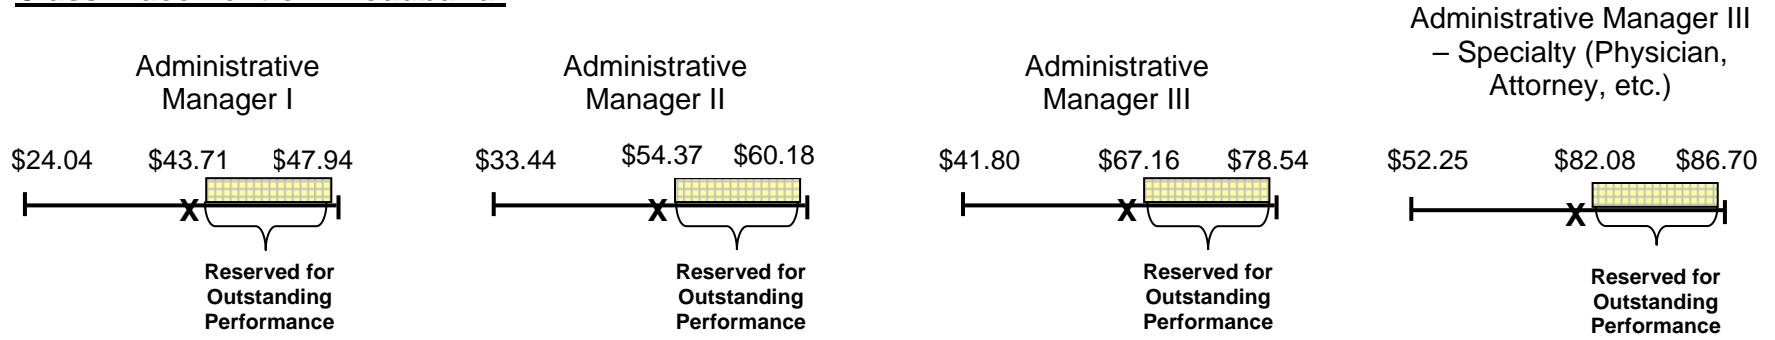 Administrative
Manager I
$24.04 $43.71 $47.94
X
Reserved for
Outstanding
Performance
Administrative
Manager II
$33.44 $54.37 $60.18
X
Reserved for
Outstanding
Performance
Administrative
Manager III
$41.80 $67.16 $78.54
X
Reserved for
Outstanding
Performance
Administrative Manager III
– Specialty (Physician,
Attorney, etc.)
$52.25 $82.08 $86.70
X
Reserved for
Outstanding
Performance